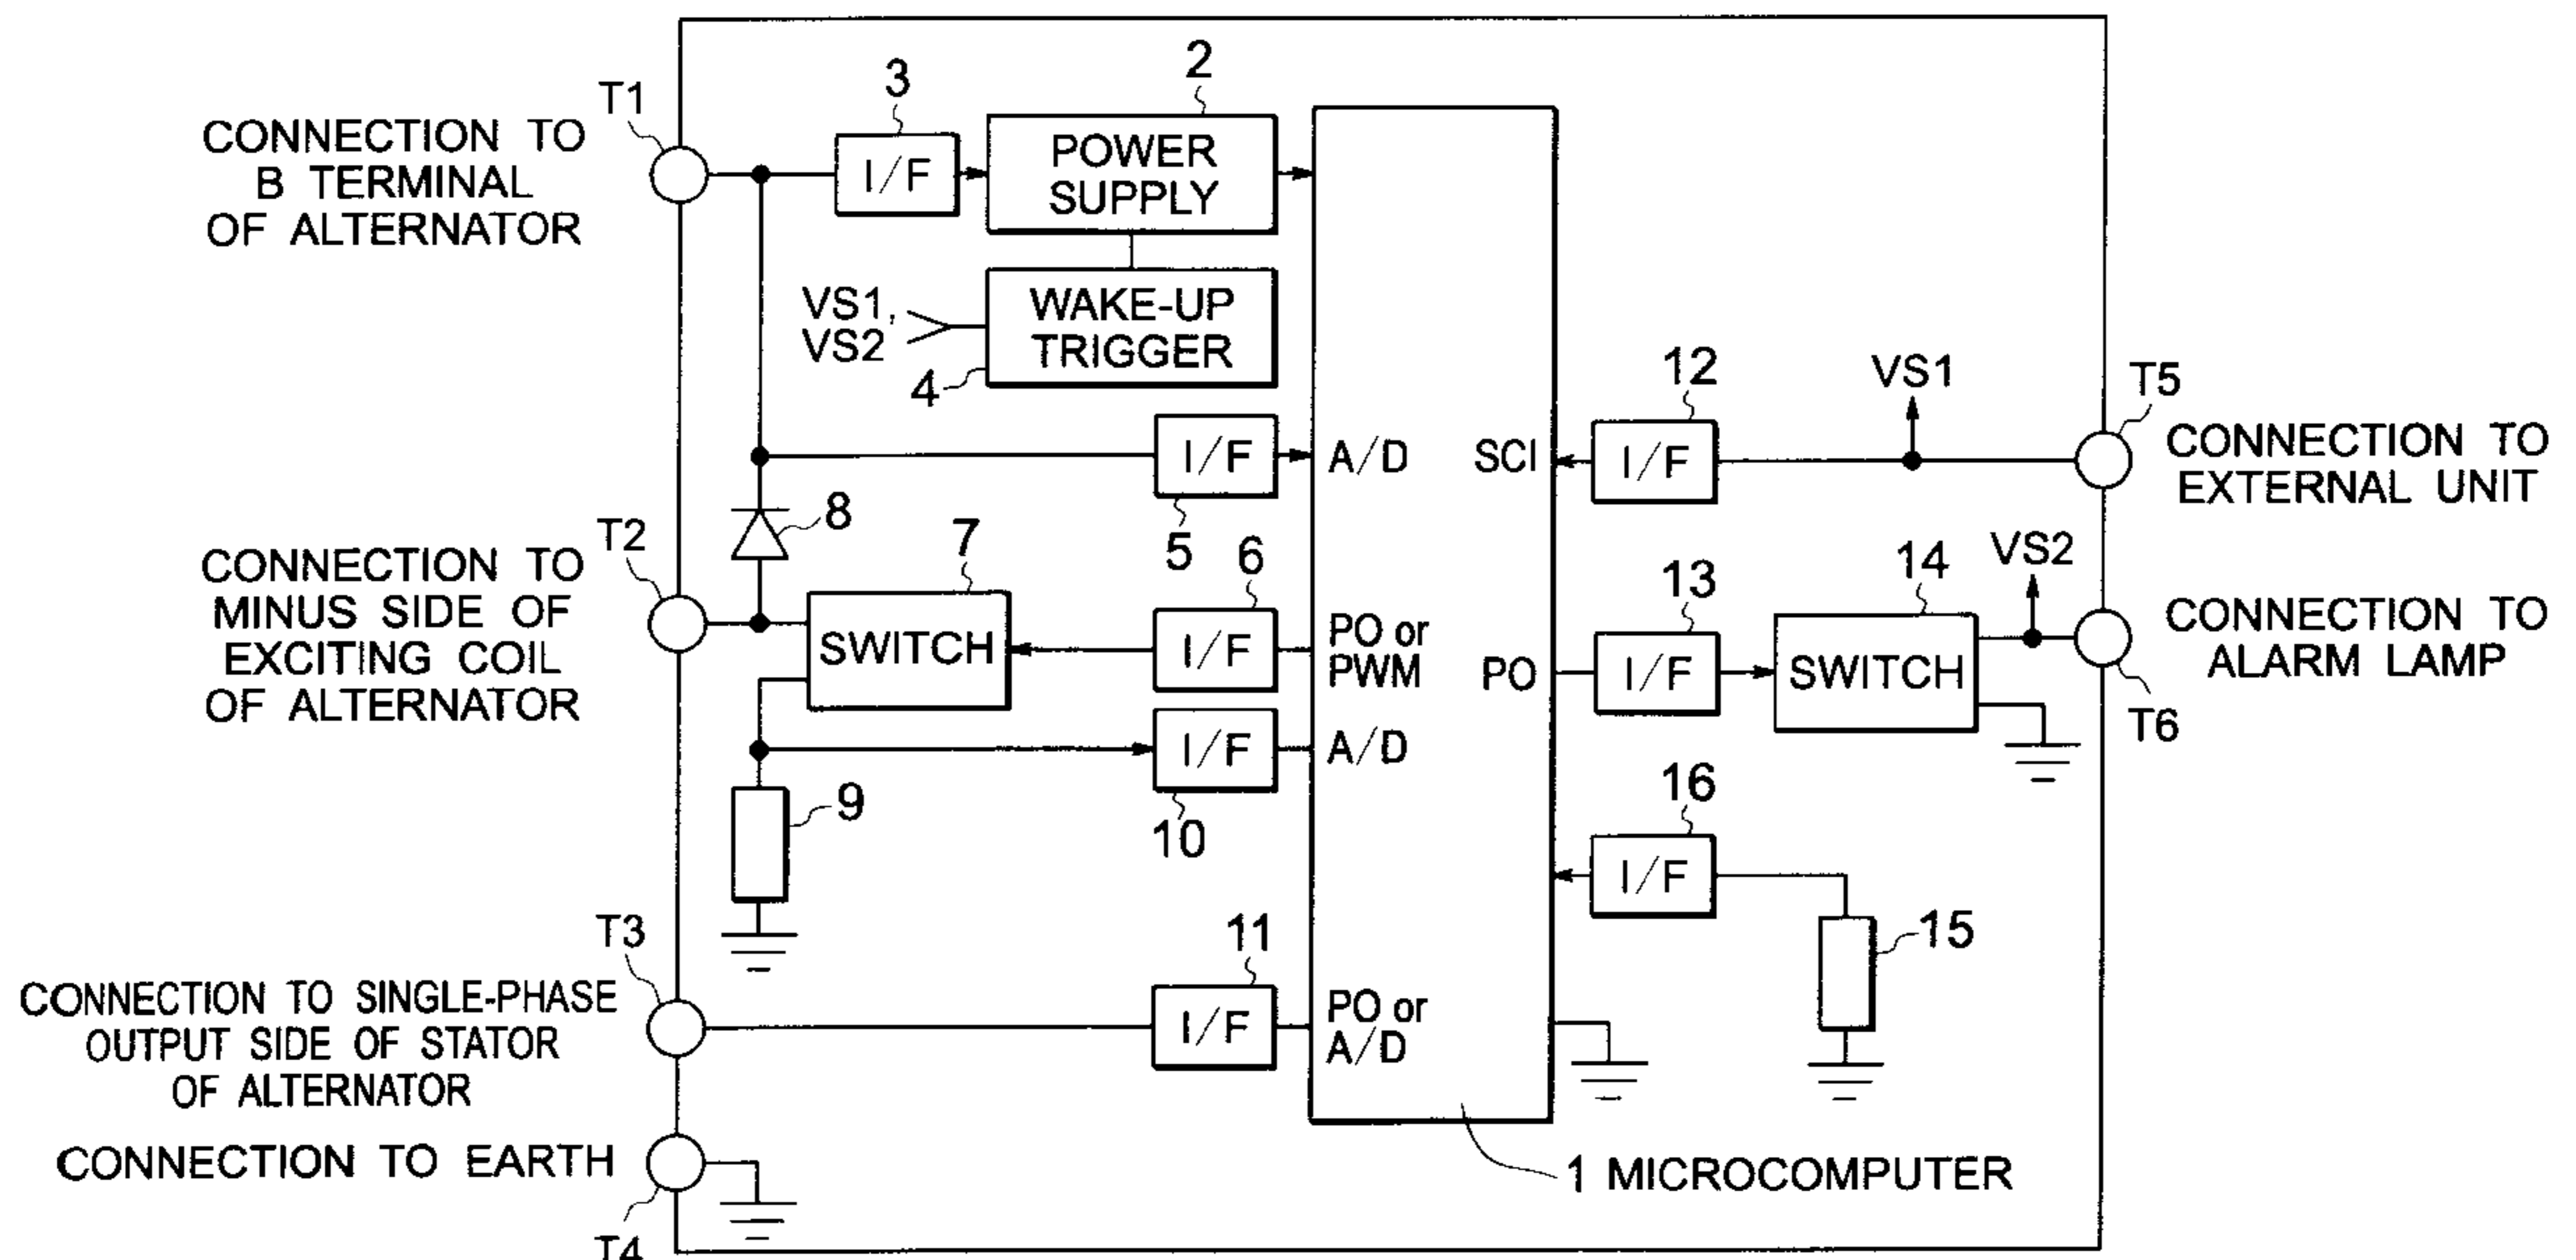 T1
CONNECTION TO
B TERMINAL
OF ALTERNATOR
3
I/F
2
POWER
SUPPLY
VS1,
VS2
4
WAKE-UP
TRIGGER
I/F
5
A/D
8
T2
CONNECTION TO
MINUS SIDE OF
EXCITING COIL
OF ALTERNATOR
7
SWITCH
6
I/F
PO or
PWM
I/F
10
A/D
9
T3
CONNECTION TO SINGLE-PHASE
OUTPUT SIDE OF STATOR
OF ALTERNATOR
11
I/F
PO or
A/D
CONNECTION TO EARTH
T4
1 MICROCOMPUTER
SCI
12
I/F
VS1
T5
CONNECTION TO
EXTERNAL UNIT
PO
13
I/F
14
SWITCH
VS2
CONNECTION TO
ALARM LAMP
T6
16
I/F
15